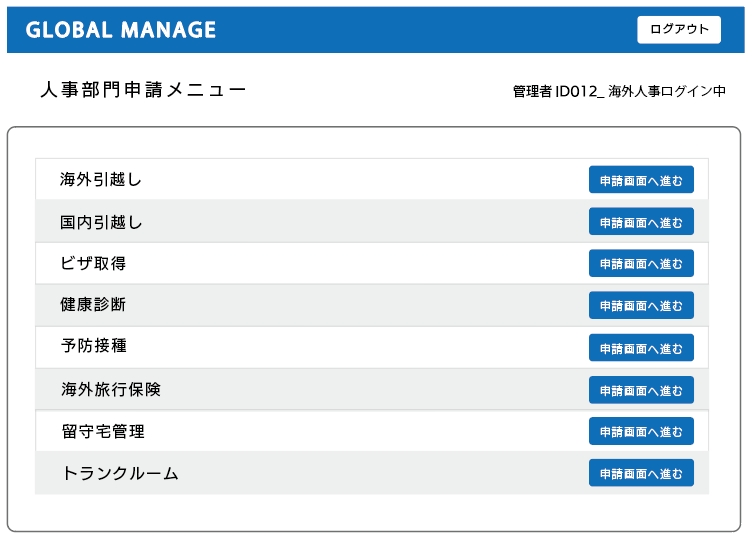 GLOBAL MANAGE
ログアウト
人事部門申請メニュー
管理者ID012_ 海外人事ログイン中
海外引越し 申請画面へ進む
国内引越し 申請画面へ進む
ビザ取得 申請画面へ進む
健康診断 申請画面へ進む
予防接種 申請画面へ進む
海外旅行保険 申請画面へ進む
留守宅管理 申請画面へ進む
トランクルーム 申請画面へ進む